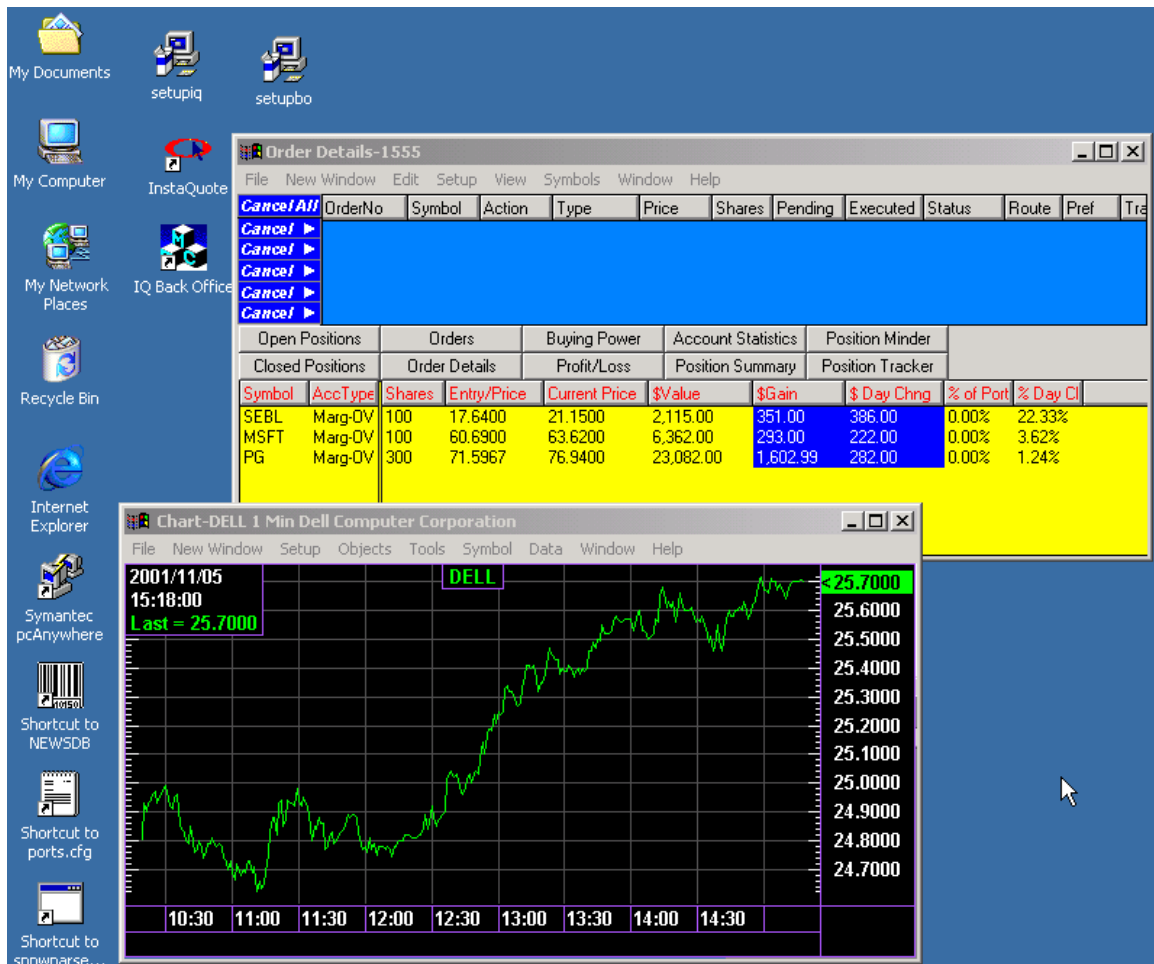 My Documents
setupiq
setupbo
My Computer
InstaQuote
My Network
Places
IQ Back Office
Recycle Bin
Internet
Explorer
Symantec
pcAnywhere
Shortcut to
NEWSDB
Shortcut to
ports.cfg
Shortcut to
Order Details-1555
File New Window Edit Setup View Symbols Window Help
Cancel All OrderNo Symbol Action Type Price Shares Pending Executed Status Route Pref Tra
Cancel
Cancel
Cancel
Cancel
Cancel
Open Positions Orders Buying Power Account Statistics Position Minder
Closed Positions Order Details Profit/Loss Position Summary Position Tracker
Symbol AccType Shares Entry/Price Current Price $Value $Gain $ Day Chng % of Port % Day Cl
SEBL Marg-OV 100 17.6400 21.1500 2,115.00 351.00 386.00 0.00% 22.33%
MSFT Marg-OV 100 60.6900 63.6200 6,362.00 293.00 222.00 0.00% 3.62%
PG Marg-OV 300 71.5967 76.9400 23,082.00 1,602.99 282.00 0.00% 1.24%
Chart-DELL 1 Min Dell Computer Corporation
File New Window Setup Objects Tools Symbol Data Window Help
2001/11/05
15:18:00
Last = 25.7000
DELL
<25.7000
25.6000
25.5000
25.4000
25.3000
25.2000
25.1000
25.0000
24.9000
24.8000
24.7000
10:30 11:00 11:30 12:00 12:30 13:00 13:30 14:00 14:30